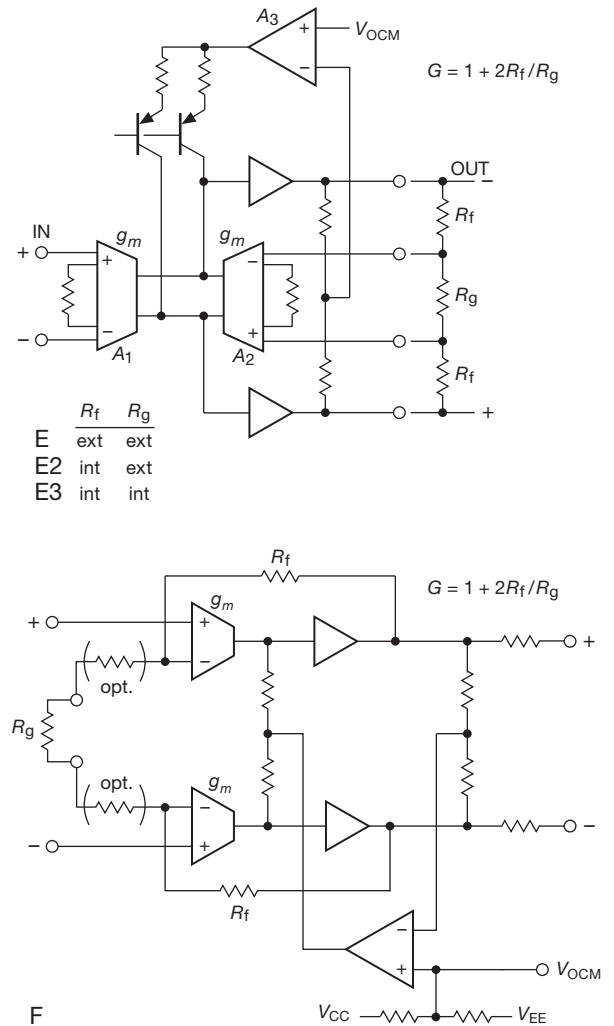 A3
+
VOCM
−
G = 1 + 2Rf/Rg
OUT
−
IN
+
gm
gm
Rf
+
−
Rg
−
+
−
A1
A2
Rf
+
Rf Rg
E ext ext
E2 int ext
E3 int int
Rf
G = 1 + 2Rf/Rg
gm
+
+
+
−
(opt.)
Rg
(opt.)
gm
−
−
+
−
Rf
−
+
VOCM
VCC
VEE
F